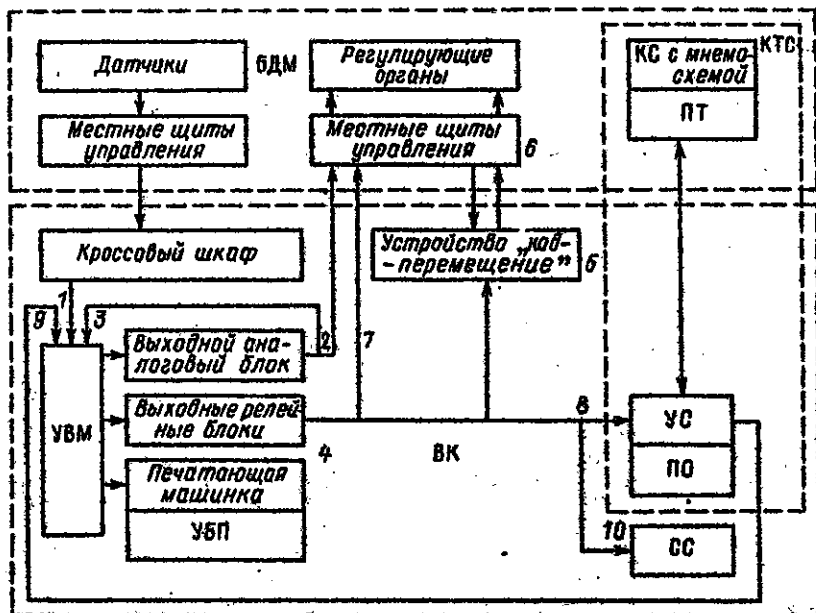 Датчики
БДМ
Регулирующие
органы
КС с мнемо-
схемой
КТС
ПТ
Местные щиты
управления
Местные щиты
управления
6
Кроссовый шкаф
Устройство „код-
-перемещение”
5
9
1
3
Выходной ана-
логовый блок
2
7
УВМ
Выходные релей-
ные блоки
4
ВК
8
УС
ПО
Печатающая
машинка
УБП
10
СС